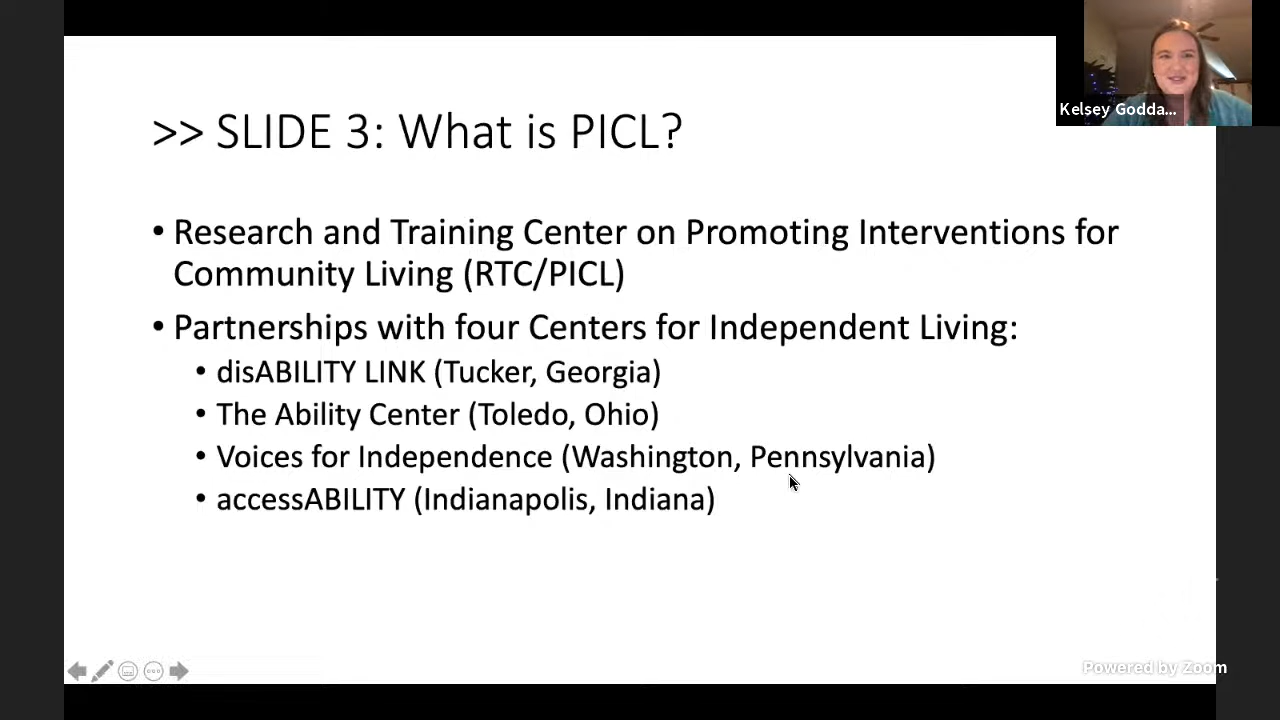 Kelsey Godda...
>> SLIDE 3: What is PICL?
• Research and Training Center on Promoting Interventions for
Community Living (RTC/PICL)
• Partnerships with four Centers for Independent Living:
• disABILITY LINK (Tucker, Georgia)
• The Ability Center (Toledo, Ohio)
• Voices for Independence (Washington, Pennsylvania)
• accessABILITY (Indianapolis, Indiana)
Powered by Zoom